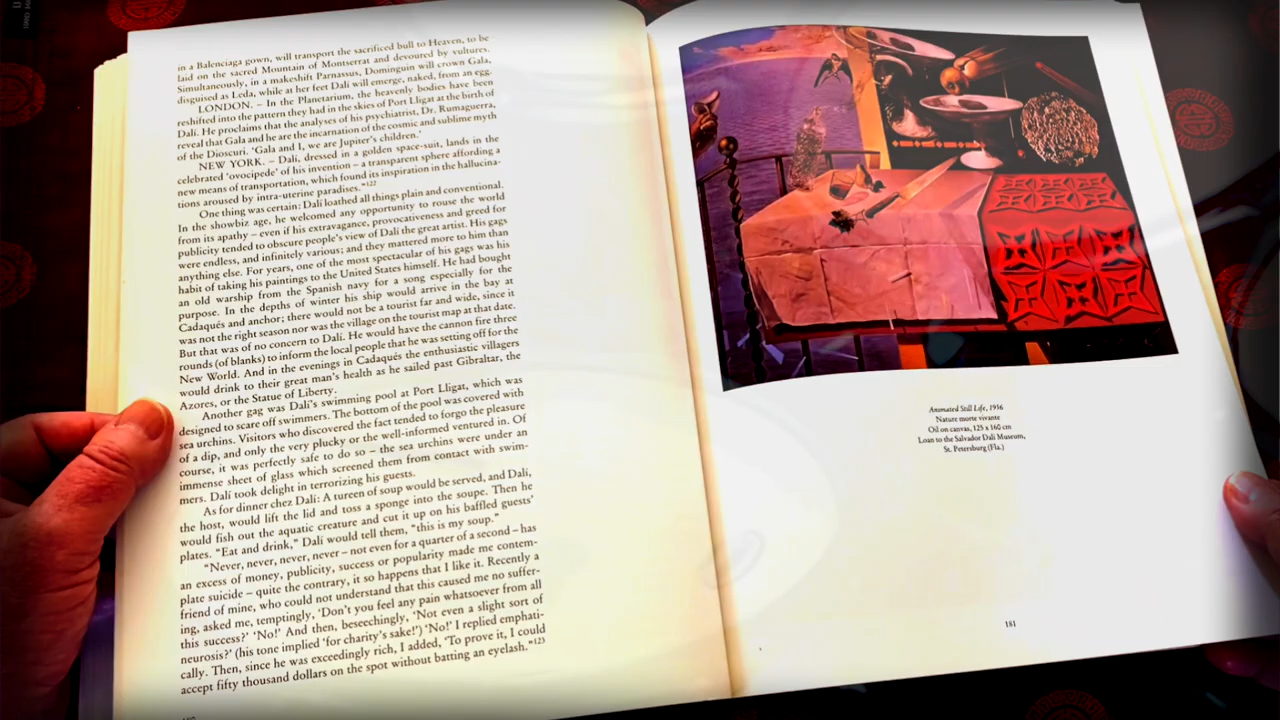 in a Balenciaga gown, will transport the sacrificed bull to Heaven, to be
laid on the sacred Mountain of Montserrat and devoured by vultures.
Simultaneously, in a makeshift Parnassus, Dominguin will crown Gala,
disguised as Leda, while at her feet Dalí will emerge, naked, from an egg.
LONDON. – In the Planetarium, the heavenly bodies have been
reshifted into the pattern they had in the skies of Port Lligat at the birth of
Dalí. He proclaims that the analyses of his psychiatrist, Dr. Rumaguerra,
reveal that Gala and he are the incarnation of the cosmic and sublime myth
of the Dioscuri. 'Gala and I, we are Jupiter's children.'
NEW YORK. – Dalí, dressed in a golden space-suit, lands in the
celebrated 'ovocipede' of his invention – a transparent sphere affording a
new means of transportation, which found its inspiration in the hallucina-
tions aroused by intra-uterine paradises."122
One thing was certain: Dalí loathed all things plain and conventional.
In the showbiz age, he welcomed any opportunity to rouse the world
from its apathy – even if his extravagance, provocativeness and greed for
publicity tended to obscure people's view of Dalí the great artist. His gags
were endless, and infinitely various; and they mattered more to him than
anything else. For years, one of the most spectacular of his gags was his
habit of taking his paintings to the United States himself. He had bought
an old warship from the Spanish navy for a song especially for the
purpose. In the depths of winter his ship would arrive in the bay at
Cadaqués and anchor; there would not be a tourist far and wide, since it
was not the right season nor was the village on the tourist map at that date.
But that was of no concern to Dalí. He would have the cannon fire three
rounds (of blanks) to inform the local people that he was setting off for the
New World. And in the evenings in Cadaqués the enthusiastic villagers
would drink to their great man's health as he sailed past Gibraltar, the
Azores, or the Statue of Liberty.
Another gag was Dalí's swimming pool at Port Lligat, which was
designed to scare off swimmers. The bottom of the pool was covered with
sea urchins. Visitors who discovered the fact tended to forgo the pleasure
of a dip, and only the very plucky or the well-informed ventured in. Of
course, it was perfectly safe to do so – the sea urchins were under an
immense sheet of glass which screened them from contact with swim-
mers. Dalí took delight in terrorizing his guests.
As for dinner chez Dalí: A tureen of soup would be served, and Dalí,
the host, would lift the lid and toss a sponge into the soupe. Then he
would fish out the aquatic creature and cut it up on his baffled guests'
plates. "Eat and drink," Dalí would tell them, "this is my soup."
"Never, never, never, never – not even for a quarter of a second – has
an excess of money, publicity, success or popularity made me contem-
plate suicide – quite the contrary, it so happens that I like it. Recently a
friend of mine, who could not understand that this caused me no suffer-
ing, asked me, temptingly, 'Don't you feel any pain whatsoever from all
this success?' 'No!' And then, beseechingly, 'Not even a slight sort of
neurosis?' (his tone implied 'for charity's sake!') 'No!' I replied emphati-
cally. Then, since he was exceedingly rich, I added, 'To prove it, I could
accept fifty thousand dollars on the spot without batting an eyelash."123
Animated Still Life, 1956
Nature morte vivante
Oil on canvas, 125 x 160 cm
Loan to the Salvador Dalí Museum,
St. Petersburg (Fla.)
181